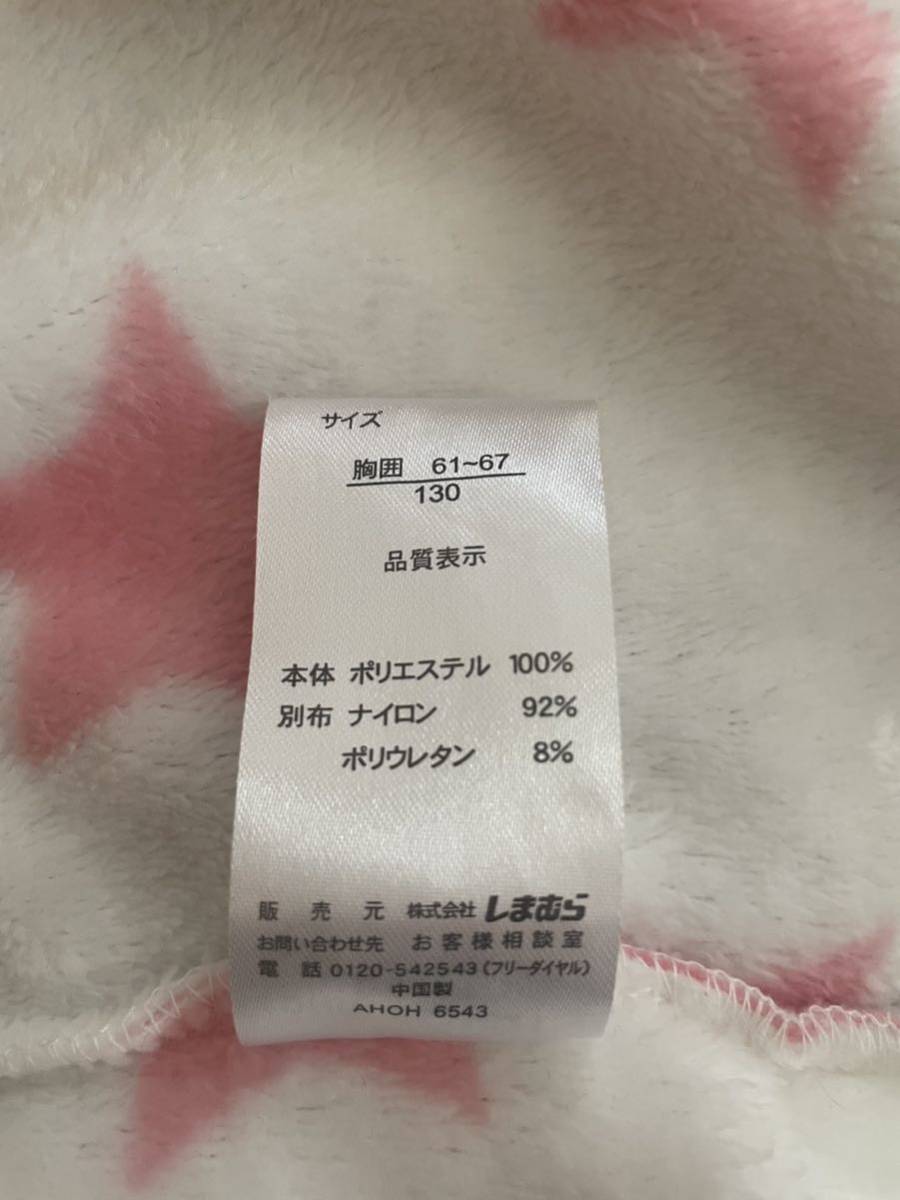 サイズ
胸囲 61~67
130
品質表示
本体 ポリエステル 100%
別布 ナイロン 92%
ポリウレタン 8%
販売元 株式会社 しまむら
お問い合わせ先 お客様相談室
電話 0120-542543(フリーダイヤル)
中国製
AHOH 6543